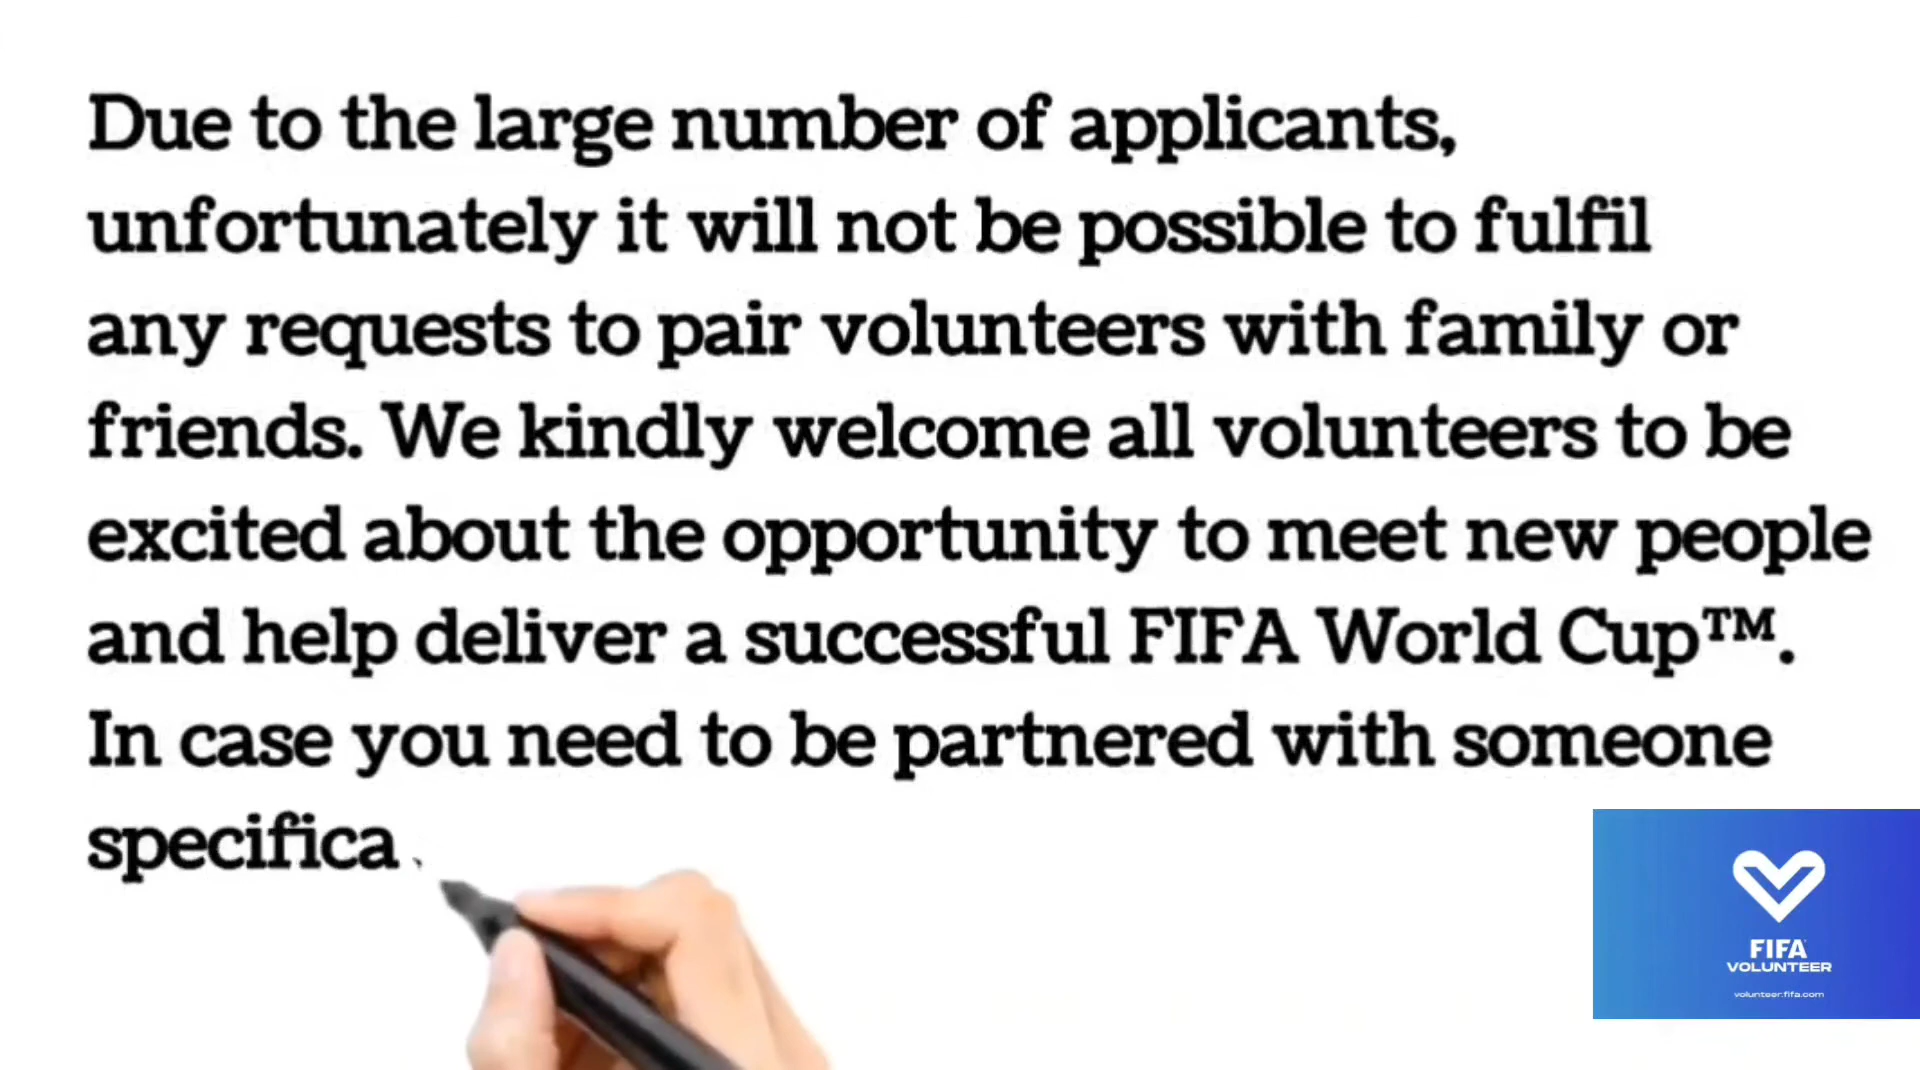 Due to the large number of applicants,
unfortunately it will not be possible to fulfil
any requests to pair volunteers with family or
friends. We kindly welcome all volunteers to be
excited about the opportunity to meet new people
and help deliver a successful FIFA World Cup™.
In case you need to be partnered with someone
specifica
FIFA
VOLUNTEER
volunteer.fifa.com